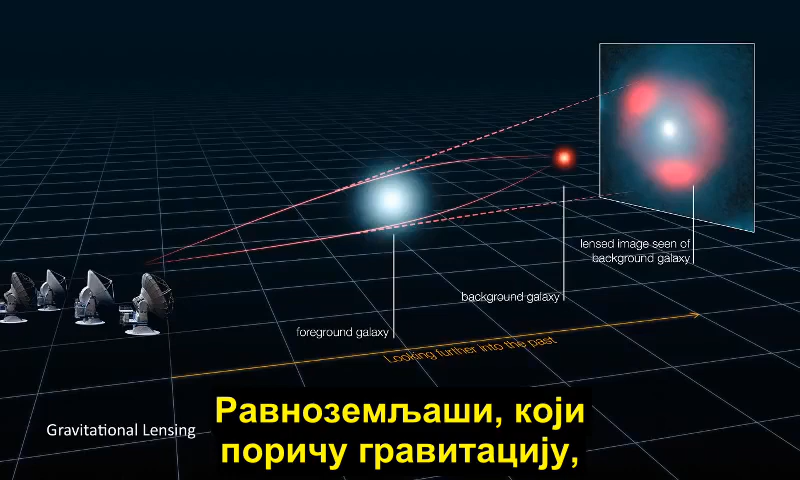 lensed image seen of
background galaxy
background galaxy
foreground galaxy
Looking further into the past
Gravitational Lensing
Равноземљаши, који
поричу гравитацију,